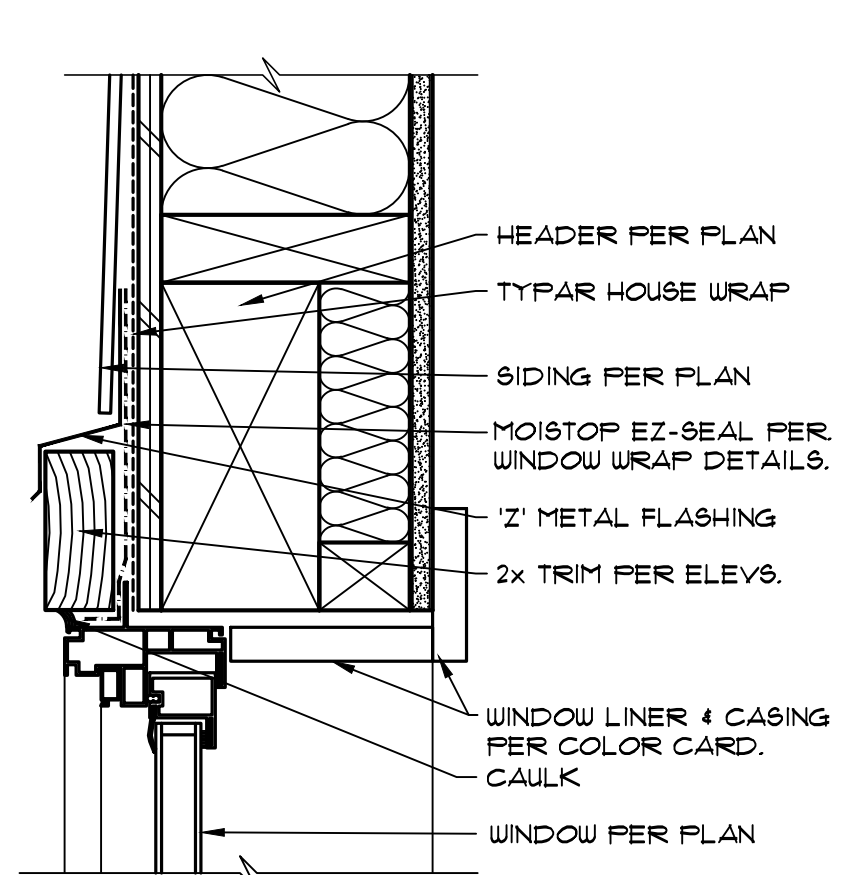 HEADER PER PLAN
TYPAR HOUSE WRAP
SIDING PER PLAN
MOISTOP EZ-SEAL PER.
WINDOW WRAP DETAILS.
'Z' METAL FLASHING
2x TRIM PER ELEVS.
WINDOW LINER & CASING
PER COLOR CARD.
CAULK
WINDOW PER PLAN